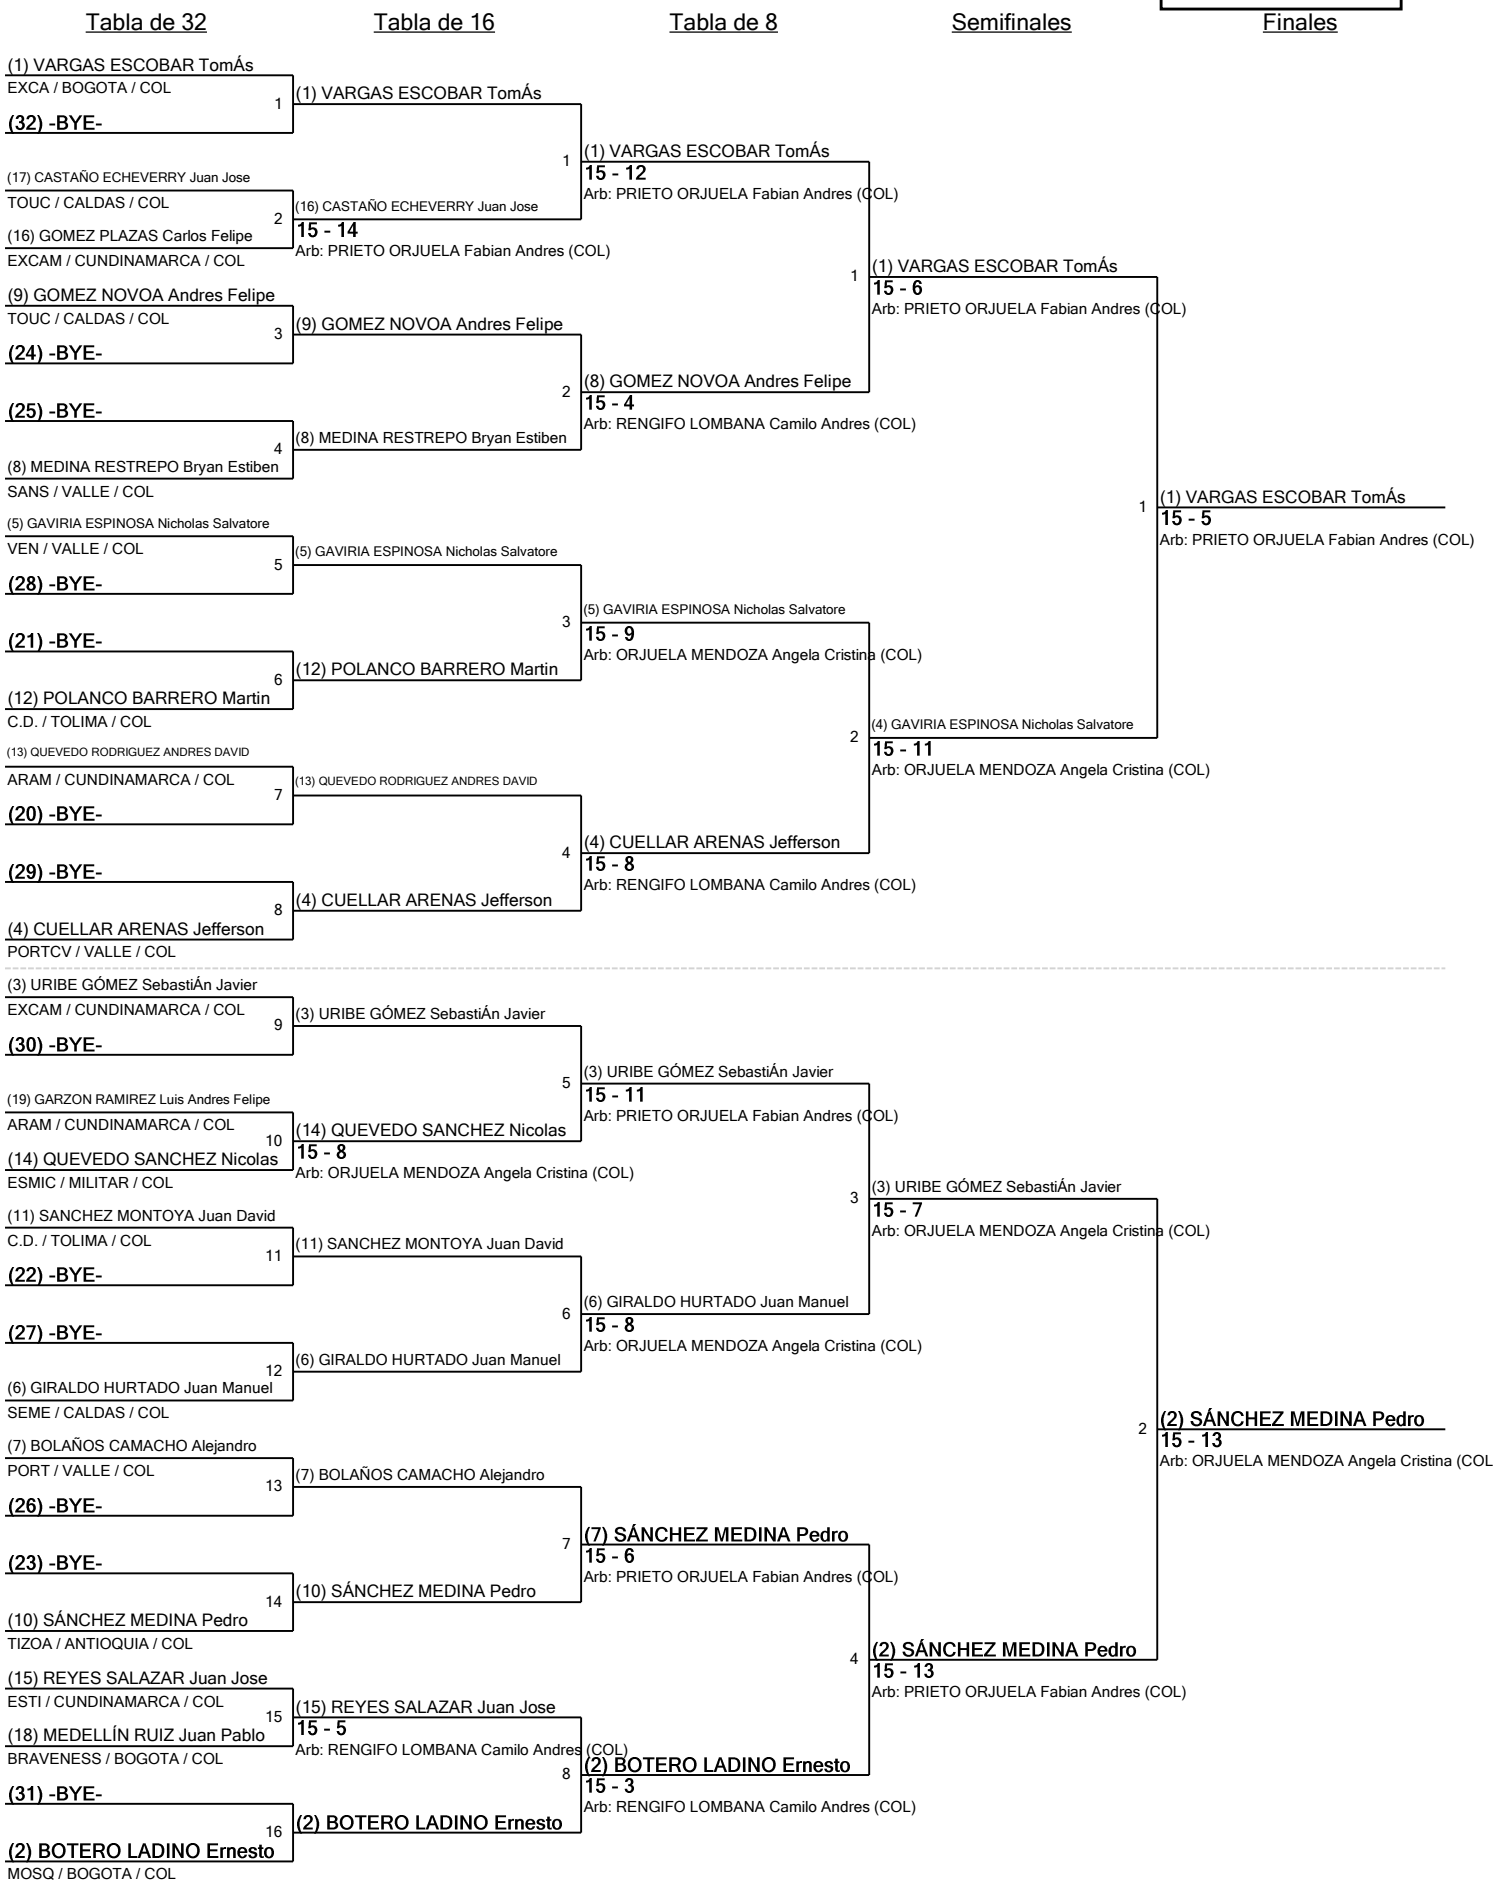 Tabla de 32
Tabla de 16
Tabla de 8
Semifinales
Finales
(1) VARGAS ESCOBAR TomÁs
EXCA / BOGOTA / COL
1
(32) -BYE-
(17) CASTAÑO ECHEVERRY Juan Jose
TOUC / CALDAS / COL
2
(16) GOMEZ PLAZAS Carlos Felipe
EXCAM / CUNDINAMARCA / COL
(9) GOMEZ NOVOA Andres Felipe
TOUC / CALDAS / COL
3
(24) -BYE-
(25) -BYE-
4
(8) MEDINA RESTREPO Bryan Estiben
SANS / VALLE / COL
(5) GAVIRIA ESPINOSA Nicholas Salvatore
VEN / VALLE / COL
5
(28) -BYE-
(21) -BYE-
6
(12) POLANCO BARRERO Martin
C.D. / TOLIMA / COL
(13) QUEVEDO RODRIGUEZ ANDRES DAVID
ARAM / CUNDINAMARCA / COL
7
(20) -BYE-
(29) -BYE-
8
(4) CUELLAR ARENAS Jefferson
PORTCV / VALLE / COL
(3) URIBE GÓMEZ SebastiÁn Javier
EXCAM / CUNDINAMARCA / COL
9
(30) -BYE-
(19) GARZON RAMIREZ Luis Andres Felipe
ARAM / CUNDINAMARCA / COL
10
(14) QUEVEDO SANCHEZ Nicolas
ESMIC / MILITAR / COL
(11) SANCHEZ MONTOYA Juan David
C.D. / TOLIMA / COL
11
(22) -BYE-
(27) -BYE-
12
(6) GIRALDO HURTADO Juan Manuel
SEME / CALDAS / COL
(7) BOLAÑOS CAMACHO Alejandro
PORT / VALLE / COL
13
(26) -BYE-
(23) -BYE-
14
(10) SÁNCHEZ MEDINA Pedro
TIZOA / ANTIOQUIA / COL
(15) REYES SALAZAR Juan Jose
ESTI / CUNDINAMARCA / COL
15
(18) MEDELLÍN RUIZ Juan Pablo
BRAVENESS / BOGOTA / COL
(31) -BYE-
16
(2) BOTERO LADINO Ernesto
MOSQ / BOGOTA / COL
(1) VARGAS ESCOBAR TomÁs
1
(16) CASTAÑO ECHEVERRY Juan Jose
15 - 14
Arb: PRIETO ORJUELA Fabian Andres (COL)
(9) GOMEZ NOVOA Andres Felipe
2
(8) MEDINA RESTREPO Bryan Estiben
(5) GAVIRIA ESPINOSA Nicholas Salvatore
3
(12) POLANCO BARRERO Martin
(13) QUEVEDO RODRIGUEZ ANDRES DAVID
4
(4) CUELLAR ARENAS Jefferson
(3) URIBE GÓMEZ SebastiÁn Javier
5
(14) QUEVEDO SANCHEZ Nicolas
15 - 8
Arb: ORJUELA MENDOZA Angela Cristina (COL)
(11) SANCHEZ MONTOYA Juan David
6
(6) GIRALDO HURTADO Juan Manuel
(7) BOLAÑOS CAMACHO Alejandro
7
(10) SÁNCHEZ MEDINA Pedro
(15) REYES SALAZAR Juan Jose
15 - 5
Arb: RENGIFO LOMBANA Camilo Andres (COL)
8
(2) BOTERO LADINO Ernesto
(1) VARGAS ESCOBAR TomÁs
15 - 12
Arb: PRIETO ORJUELA Fabian Andres (COL)
1
(8) GOMEZ NOVOA Andres Felipe
15 - 4
Arb: RENGIFO LOMBANA Camilo Andres (COL)
(5) GAVIRIA ESPINOSA Nicholas Salvatore
15 - 9
Arb: ORJUELA MENDOZA Angela Cristina (COL)
2
(4) CUELLAR ARENAS Jefferson
15 - 8
Arb: RENGIFO LOMBANA Camilo Andres (COL)
(3) URIBE GÓMEZ SebastiÁn Javier
15 - 11
Arb: PRIETO ORJUELA Fabian Andres (COL)
3
(6) GIRALDO HURTADO Juan Manuel
15 - 8
Arb: ORJUELA MENDOZA Angela Cristina (COL)
(7) SÁNCHEZ MEDINA Pedro
15 - 6
Arb: PRIETO ORJUELA Fabian Andres (COL)
4
(2) BOTERO LADINO Ernesto
15 - 3
Arb: RENGIFO LOMBANA Camilo Andres (COL)
(1) VARGAS ESCOBAR TomÁs
15 - 6
Arb: PRIETO ORJUELA Fabian Andres (COL)
1
(4) GAVIRIA ESPINOSA Nicholas Salvatore
15 - 11
Arb: ORJUELA MENDOZA Angela Cristina (COL)
(3) URIBE GÓMEZ SebastiÁn Javier
15 - 7
Arb: ORJUELA MENDOZA Angela Cristina (COL)
2
(2) SÁNCHEZ MEDINA Pedro
15 - 13
Arb: PRIETO ORJUELA Fabian Andres (COL)
(1) VARGAS ESCOBAR TomÁs
15 - 5
Arb: PRIETO ORJUELA Fabian Andres (COL)
(2) SÁNCHEZ MEDINA Pedro
15 - 13
Arb: ORJUELA MENDOZA Angela Cristina (COL